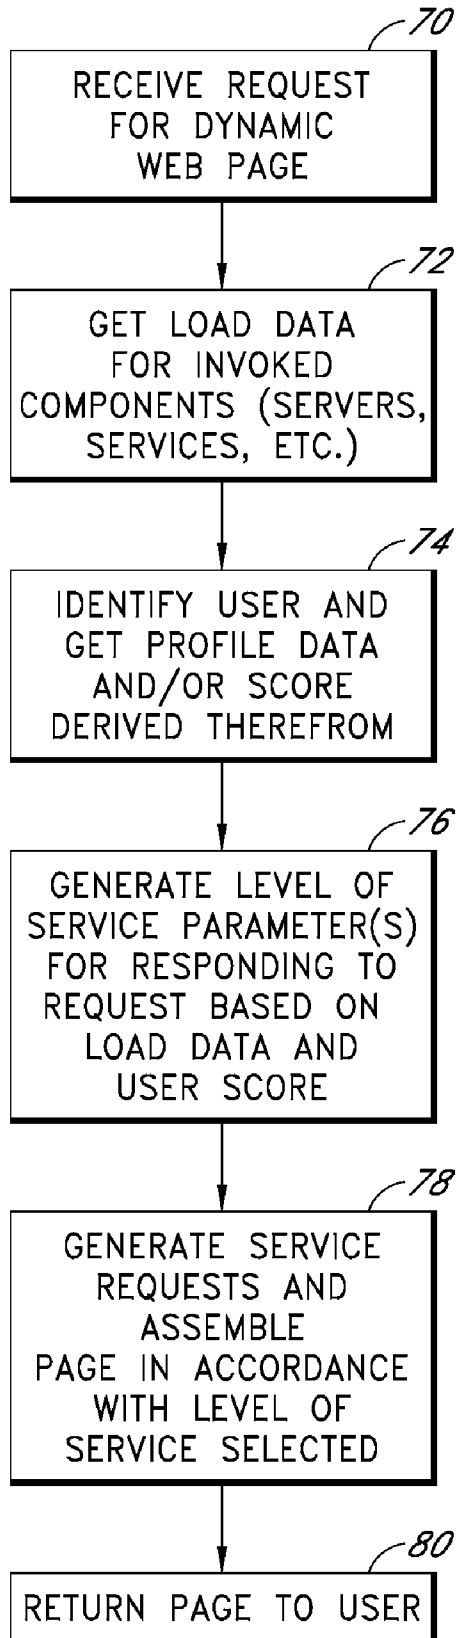 70
RECEIVE REQUEST
FOR DYNAMIC
WEB PAGE
72
GET LOAD DATA
FOR INVOKED
COMPONENTS (SERVERS,
SERVICES, ETC.)
74
IDENTIFY USER AND
GET PROFILE DATA
AND/OR SCORE
DERIVED THEREFROM
76
GENERATE LEVEL OF
SERVICE PARAMETER(S)
FOR RESPONDING TO
REQUEST BASED ON
LOAD DATA AND
USER SCORE
78
GENERATE SERVICE
REQUESTS AND
ASSEMBLE
PAGE IN ACCORDANCE
WITH LEVEL OF
SERVICE SELECTED
80
RETURN PAGE TO USER